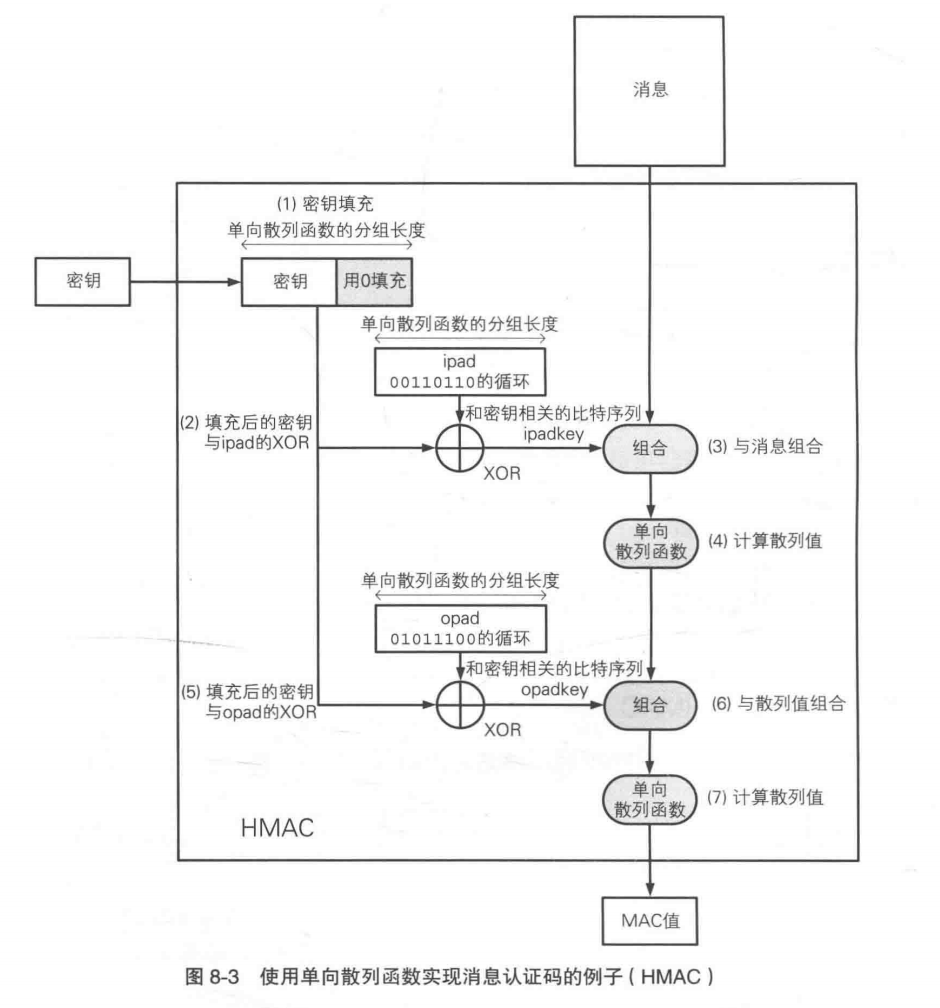 消息
(1) 密钥填充
单向散列函数的分组长度
密钥
密钥
用0填充
单向散列函数的分组长度
ipad
00110110的循环
(2) 填充后的密钥
与ipad的XOR
和密钥相关的比特序列
ipadkey
XOR
组合
(3) 与消息组合
单向
散列函数
(4) 计算散列值
单向散列函数的分组长度
opad
01011100的循环
(5) 填充后的密钥
与opad的XOR
和密钥相关的比特序列
opadkey
XOR
组合
(6) 与散列值组合
单向
散列函数
(7) 计算散列值
HMAC
MAC值
图 8-3 使用单向散列函数实现消息认证码的例子（HMAC）